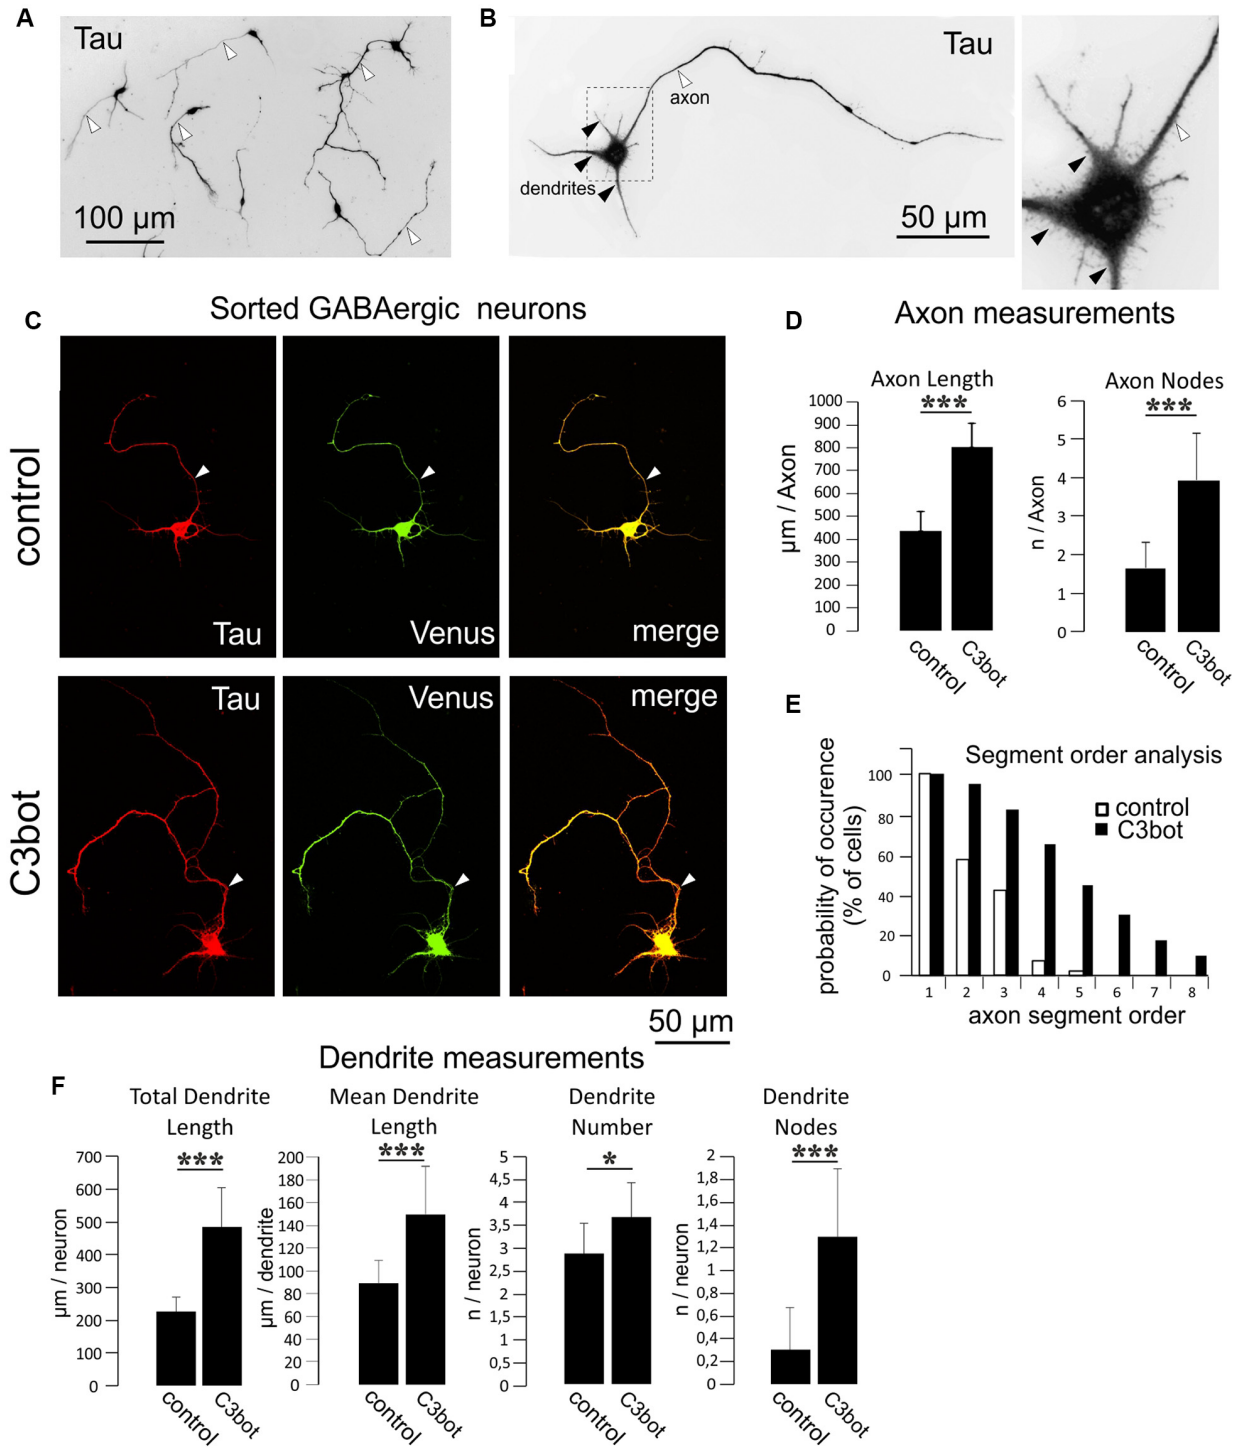 A
Tau
100 µm
B
Tau
axon
dendrites
50 µm
C
Sorted GABAergic neurons
control
Tau
Venus
merge
C3bot
Tau
Venus
merge
50 µm
D
Axon measurements
Axon Length
***
µm / Axon
1000
900
800
700
600
500
400
300
200
100
0
control
C3bot
Axon Nodes
***
n / Axon
6
5
4
3
2
1
0
control
C3bot
E
Segment order analysis
probability of occurence
(% of cells)
100
80
60
40
20
0
control
C3bot
1 2 3 4 5 6 7 8
axon segment order
Dendrite measurements
F
Total Dendrite
Length
***
µm / neuron
700
600
500
400
300
200
100
0
control
C3bot
Mean Dendrite
Length
***
µm / dendrite
200
180
160
140
120
100
80
60
40
20
0
control
C3bot
Dendrite
Number
*
n / neuron
5
4,5
4
3,5
3
2,5
2
1,5
1
0,5
0
control
C3bot
Dendrite
Nodes
***
n / neuron
2
1,8
1,6
1,4
1,2
1
0,8
0,6
0,4
0,2
0
control
C3bot